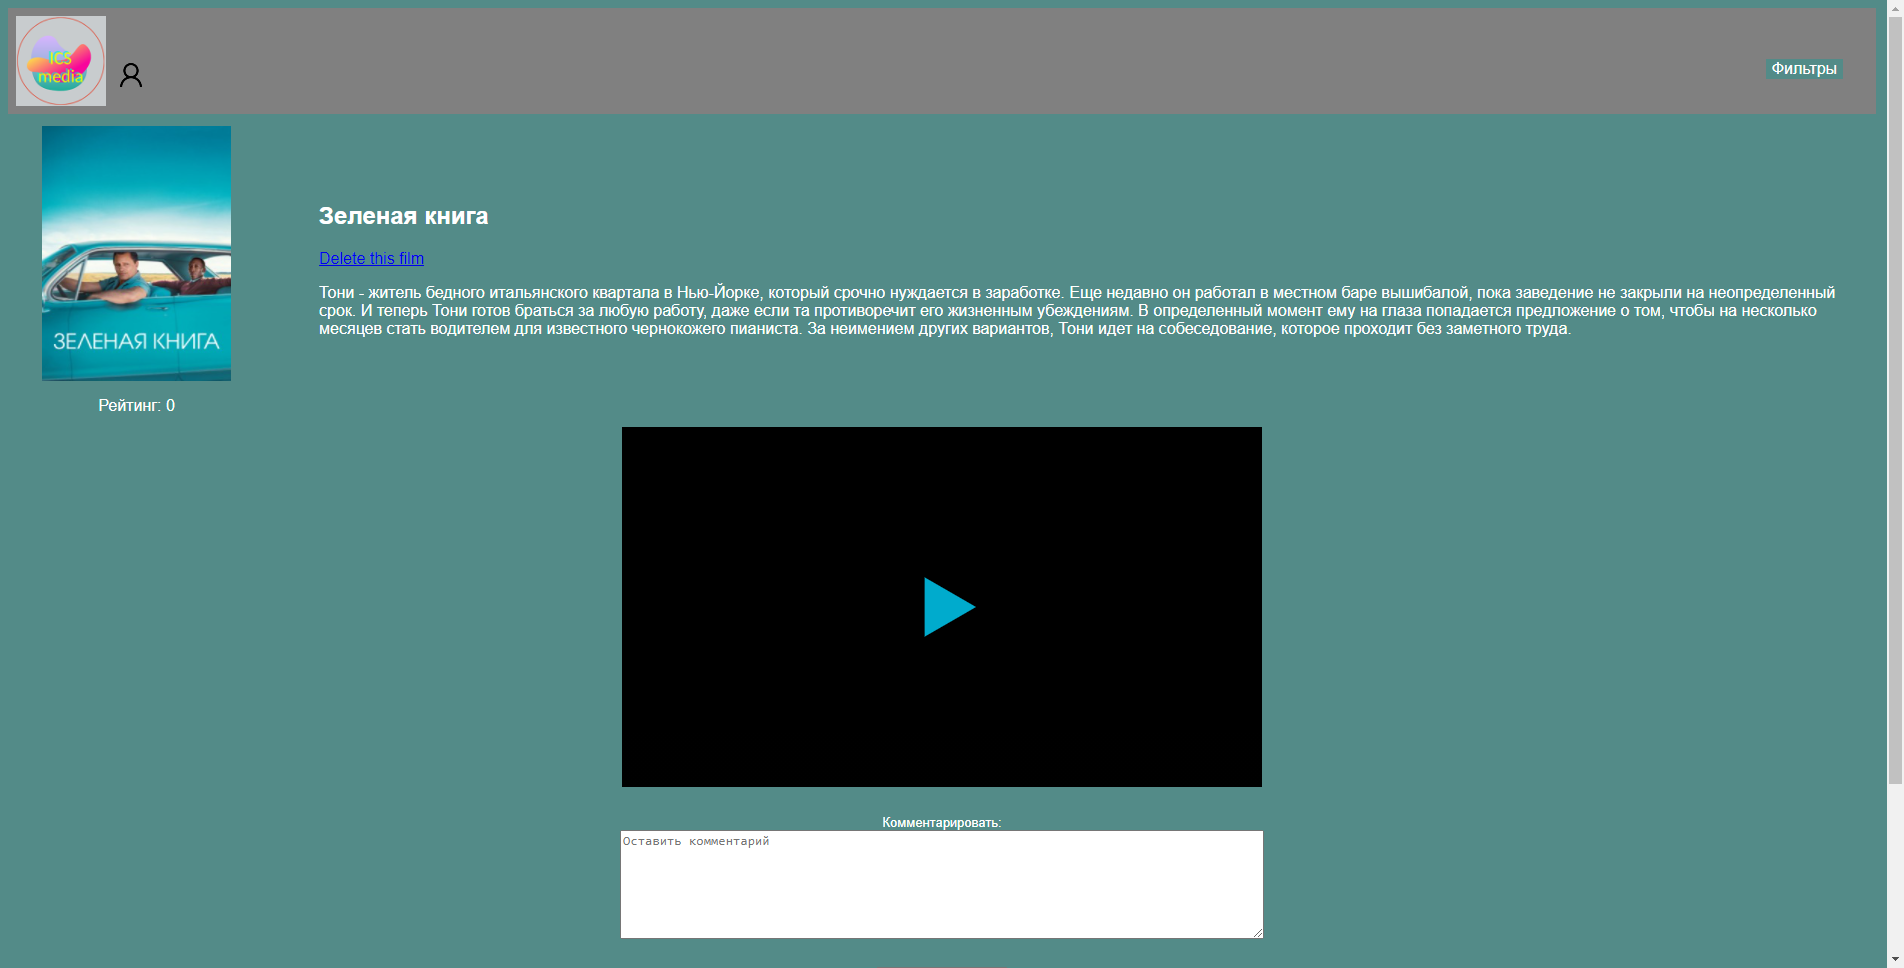 ICS
media
Фильтры
ЗЕЛЕНАЯ КНИГА
Рейтинг: 0
Зеленая книга
Delete this film
Тони - житель бедного итальянского квартала в Нью-Йорке, который срочно нуждается в заработке. Еще недавно он работал в местном баре вышибалой, пока заведение не закрыли на неопределенный
срок. И теперь Тони готов браться за любую работу, даже если та противоречит его жизненным убеждениям. В определенный момент ему на глаза попадается предложение о том, чтобы на несколько
месяцев стать водителем для известного чернокожего пианиста. За неимением других вариантов, Тони идет на собеседование, которое проходит без заметного труда.
Комментировать:
Оставить комментарий